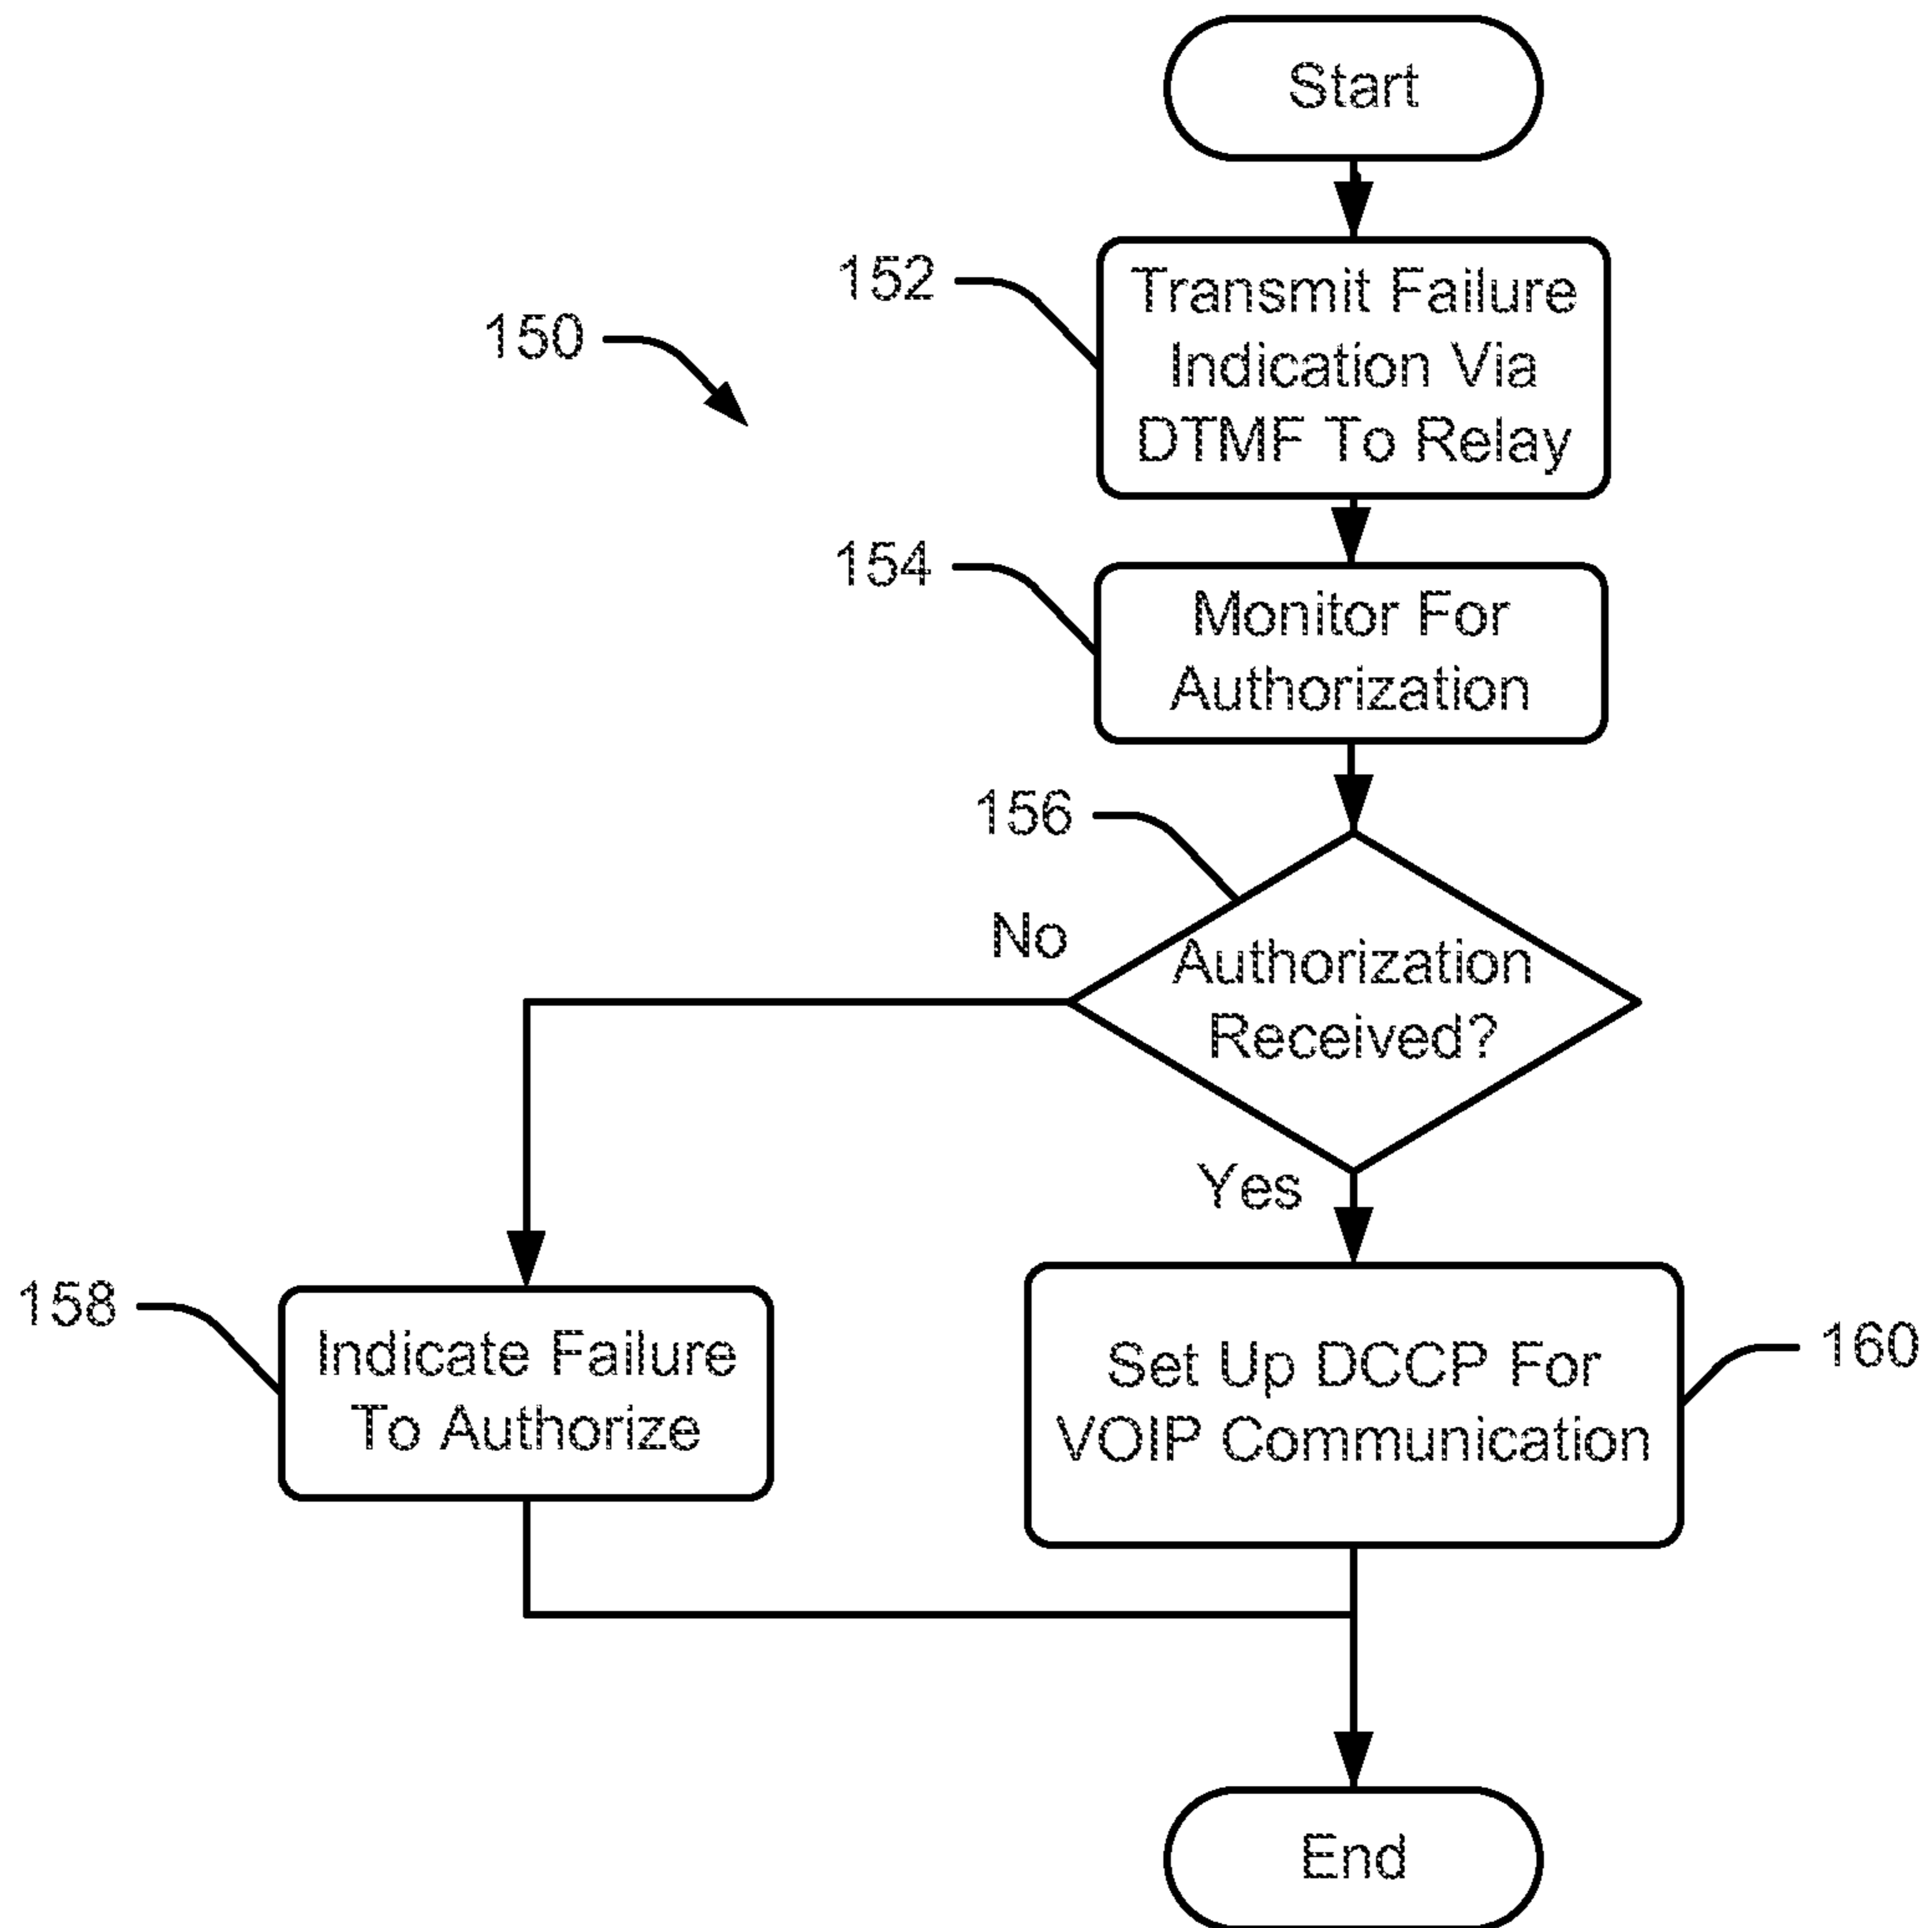 Start
152
Transmit Failure
Indication Via
DTMF To Relay
150
154
Monitor For
Authorization
156
No
Authorization
Received?
Yes
158
Indicate Failure
To Authorize
Set Up DCCP For
VOIP Communication
160
End